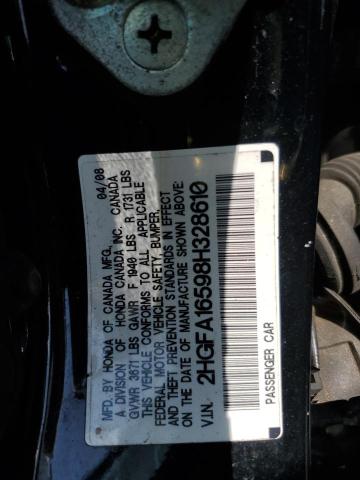 MFD. BY HONDA OF CANADA MFG., 04/08
A DIVISION OF HONDA CANADA INC., CANADA
GVWR 3671 LBS GAWR F 1940 LBS R 1731 LBS
THIS VEHICLE CONFORMS TO ALL APPLICABLE
FEDERAL MOTOR VEHICLE SAFETY, BUMPER,
AND THEFT PREVENTION STANDARDS IN EFFECT
ON THE DATE OF MANUFACTURE SHOWN ABOVE:
V.I.N. 2HGFA16598H328610
PASSENGER CAR